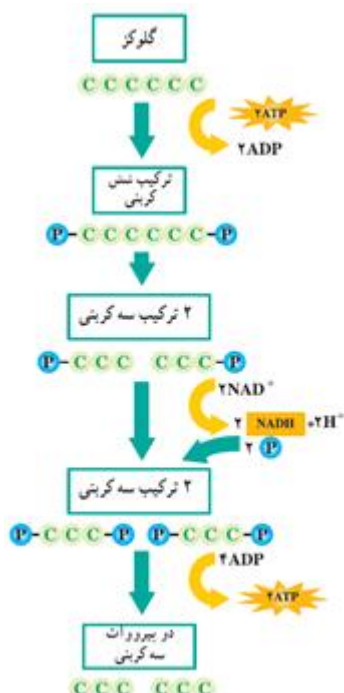 گلوکز
C C C C C C
۲ATP
۲ADP
ترکیب شش
کربنی
P-C C C C C C-P
۲ ترکیب سه کربنی
P-C C C C C C-P
۲NAD⁺
۲ NADH +۲H⁺
۲ P
۲ ترکیب سه کربنی
P-C C C-P P-C C C-P
۴ADP
۴ATP
دو پیرووات
سه کربنی
C C C C C C